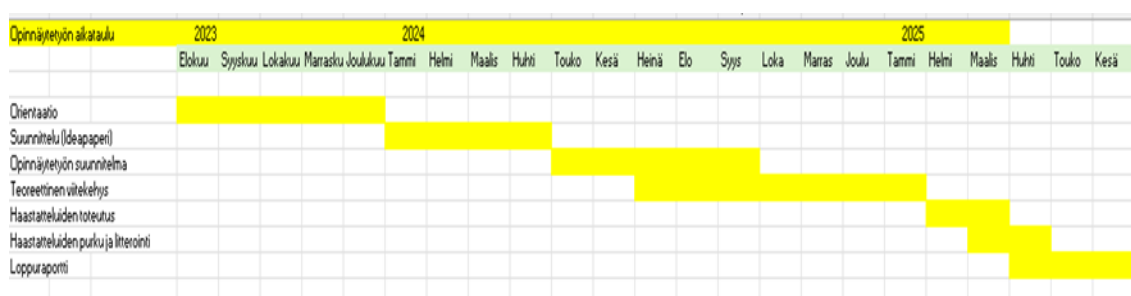 Opinnäytetyön aikataulu 2023 2024 2025
Elokuu Syyskuu Lokakuu Marrasku Joulukuu Tammi Helmi Maalis Huhti Touko Kesä Heinä Elo Syys Loka Marras Joulu Tammi Helmi Maalis Huhti Touko Kesä
Orientaatio
Suunnittelu (Ideapaperi)
Opinnäytetyön suunnitelma
Teoreettinen viitekehys
Haastatteluiden toteutus
Haastatteluiden purku ja litterointi
Loppuraportti